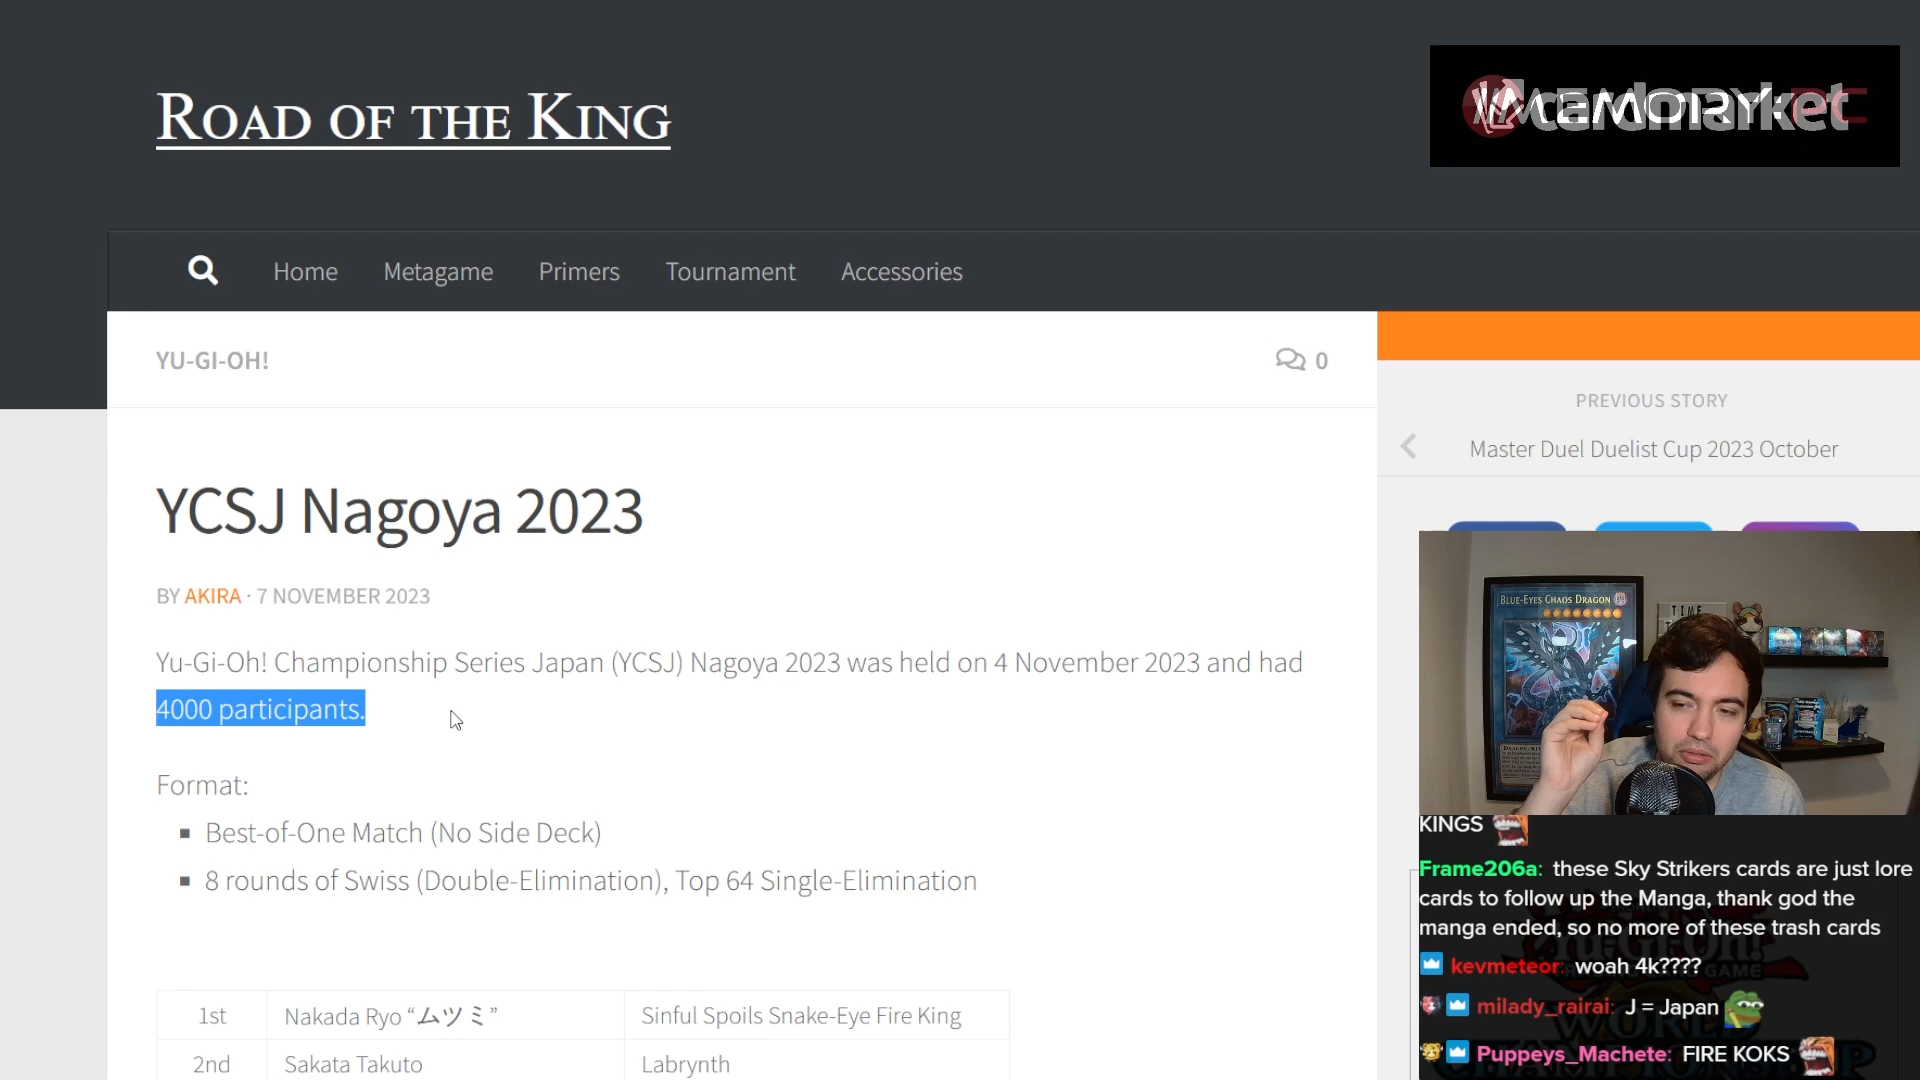 Road of the King
Home
Metagame
Primers
Tournament
Accessories
YU-GI-OH!
0
PREVIOUS STORY
Master Duel Duelist Cup 2023 October
YCSJ Nagoya 2023
BY AKIRA · 7 NOVEMBER 2023
Yu-Gi-Oh! Championship Series Japan (YCSJ) Nagoya 2023 was held on 4 November 2023 and had
4000 participants.
Format:
Best-of-One Match (No Side Deck)
8 rounds of Swiss (Double-Elimination), Top 64 Single-Elimination
1st
Nakada Ryo “ムツミ”
Sinful Spoils Snake-Eye Fire King
2nd
Sakata Takuto
Labrynth
BLUE-EYES CHAOS DRAGON
TIME
KINGS
Frame206a: these Sky Strikers cards are just lore
cards to follow up the Manga, thank god the
manga ended, so no more of these trash cards
kevmeteor: woah 4k????
milady_rairai: J = Japan
Puppeys_Machete: FIRE KOKS